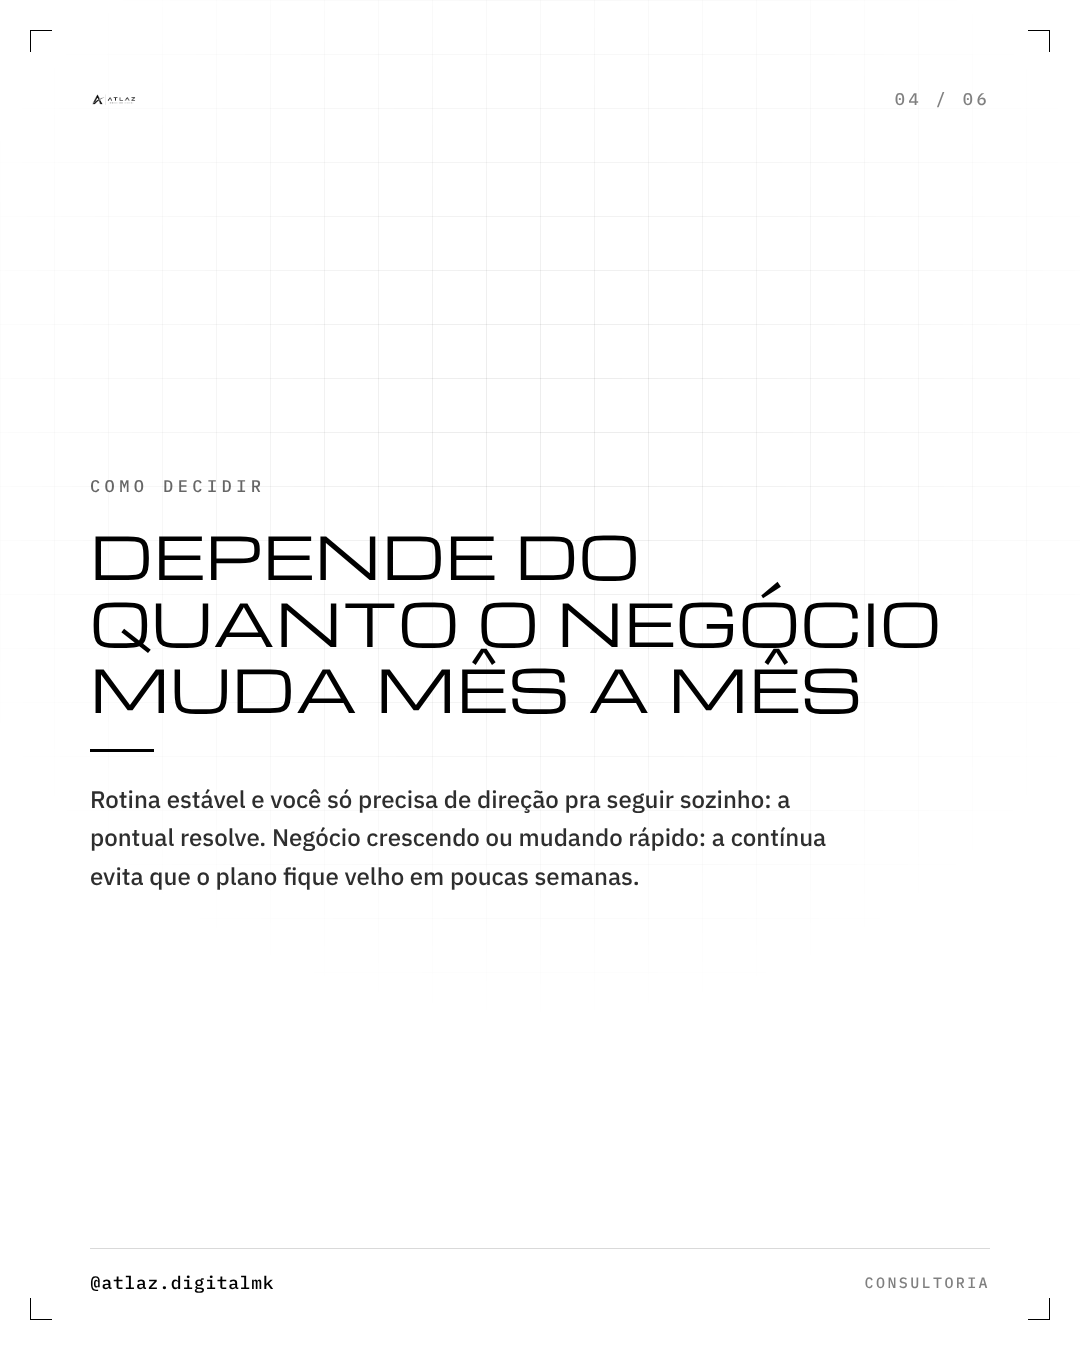 ATLAZ
04 / 06
COMO DECIDIR
DEPENDE DO
QUANTO O NEGÓCIO
MUDA MÊS A MÊS
Rotina estável e você só precisa de direção pra seguir sozinho: a
pontual resolve. Negócio crescendo ou mudando rápido: a contínua
evita que o plano fique velho em poucas semanas.
@atlaz.digitalmk
CONSULTORIA